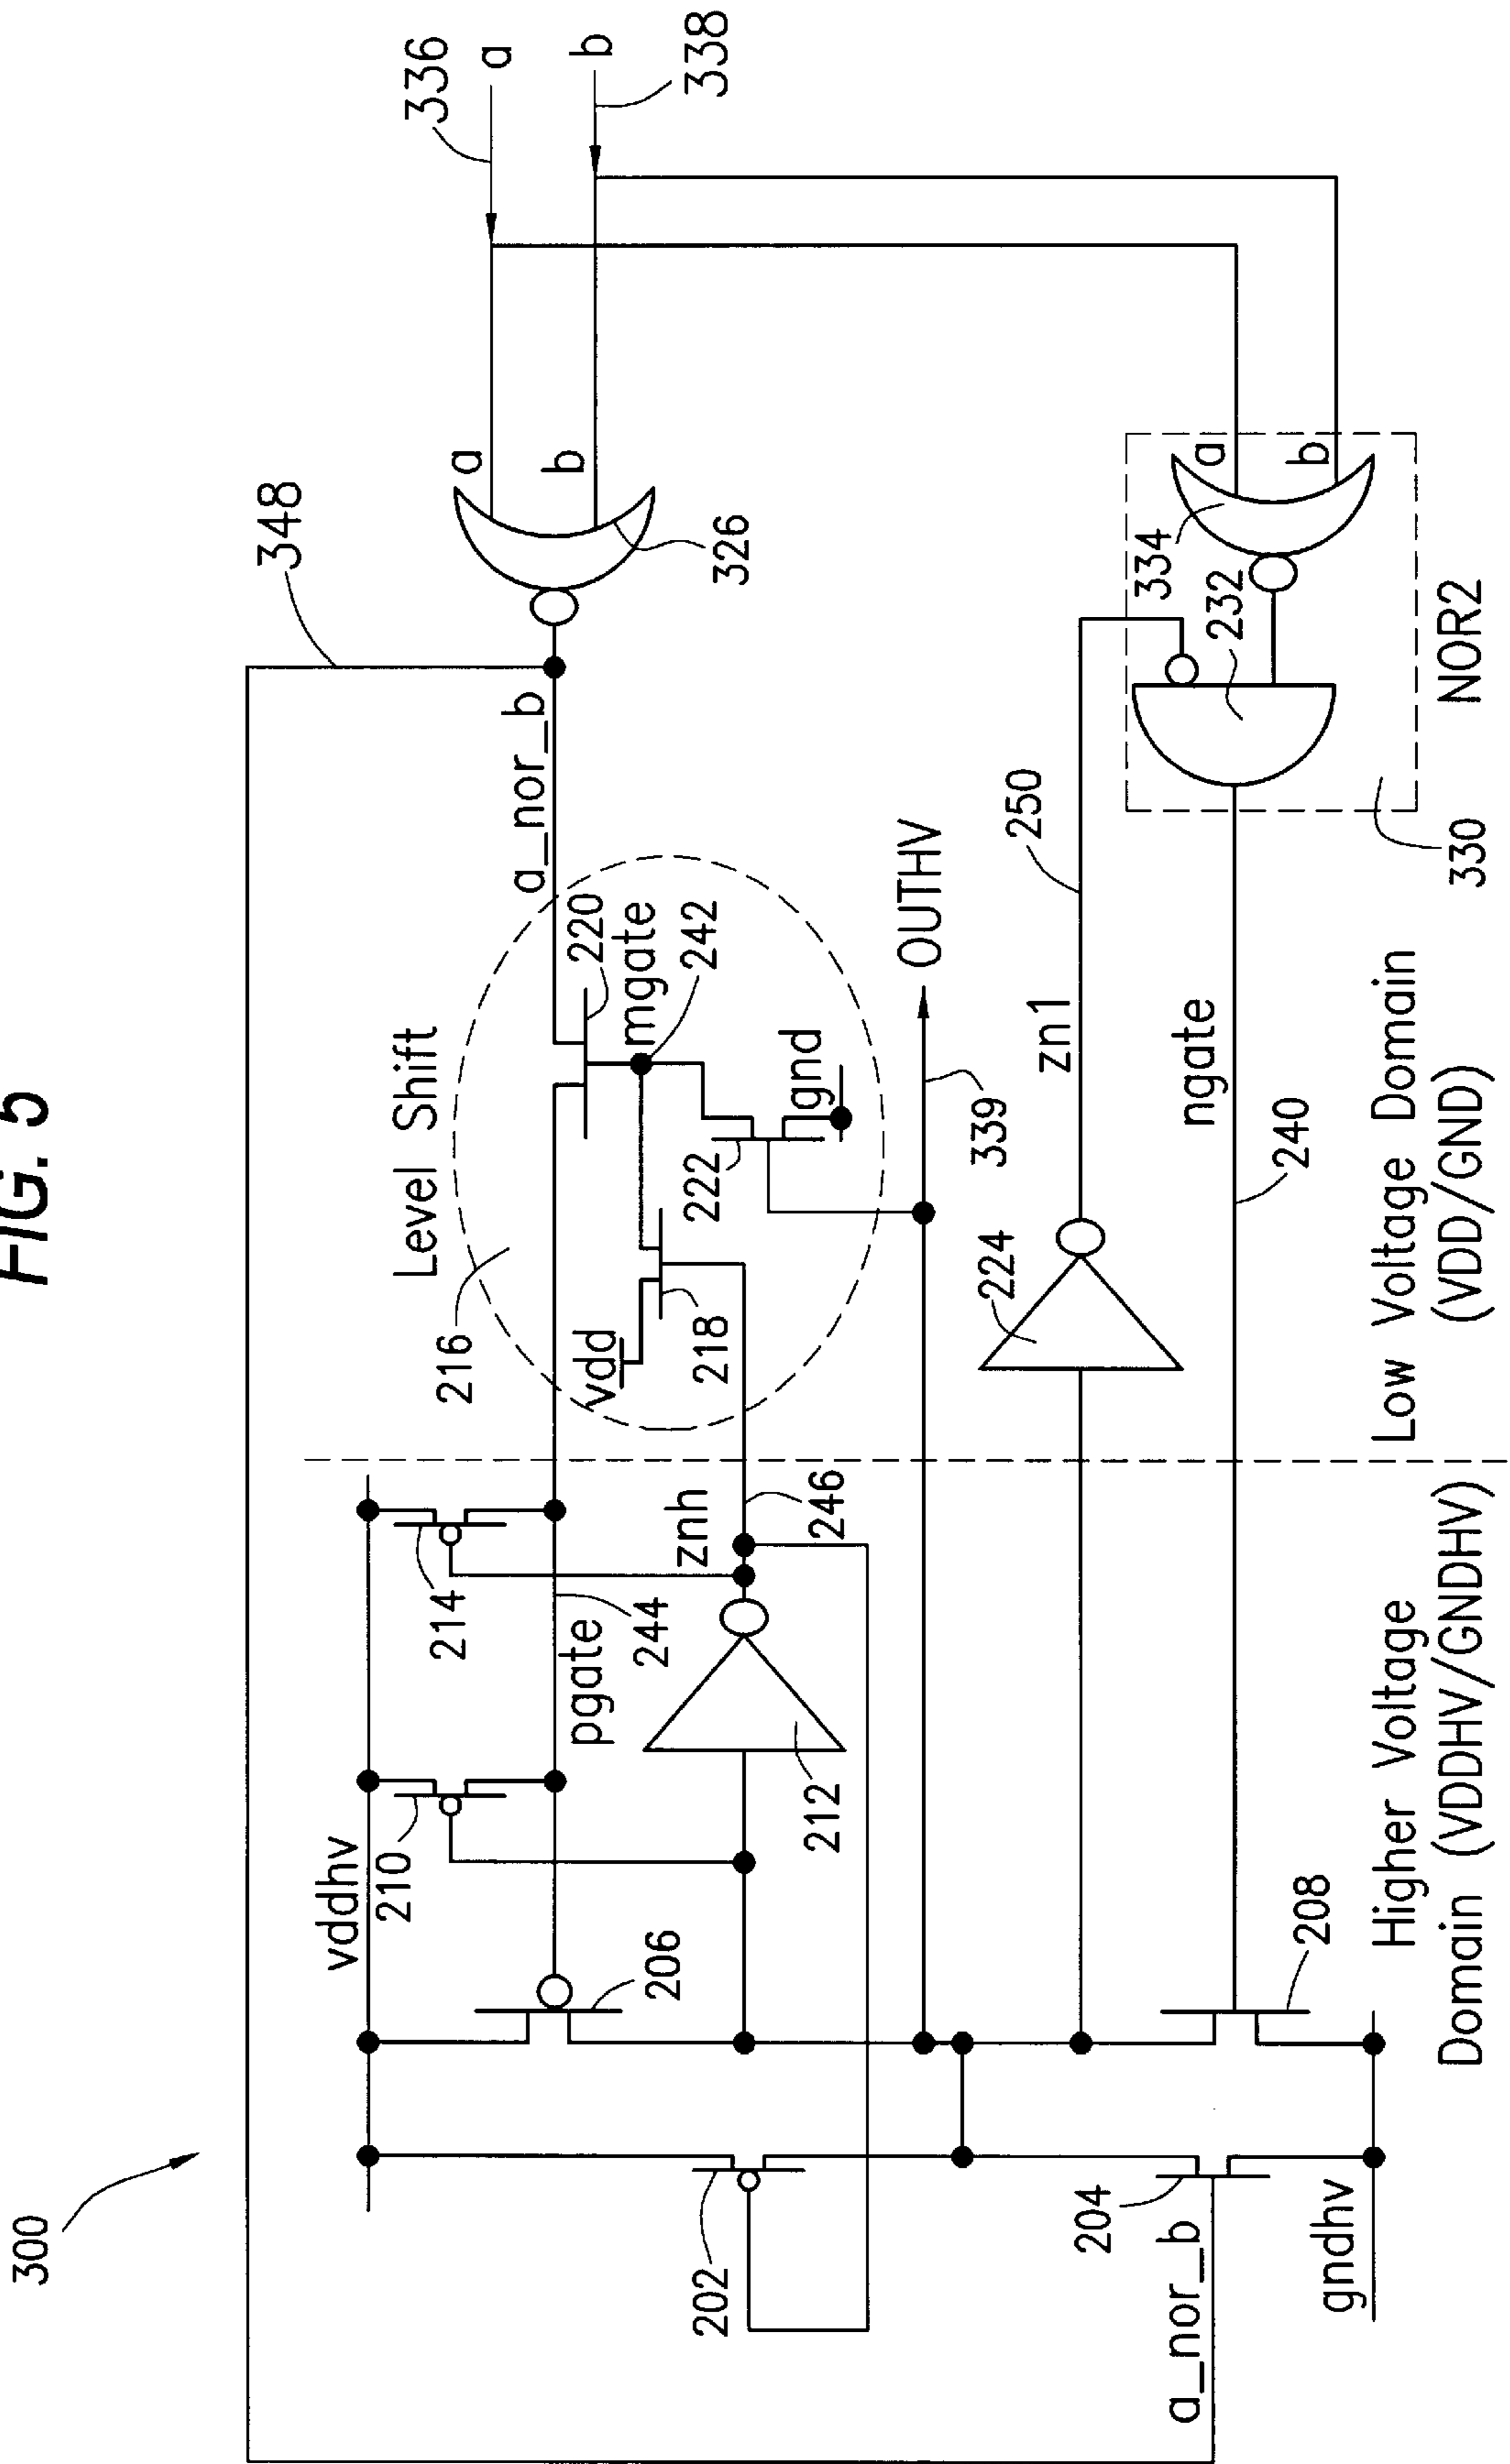 FIG. 5
300
348
336
a
338
b
a
b
326
a_nor_b
Level Shift
216
220
mgate
242
vdd
218
222
gnd
vddhv
210
214
pgate
244
206
212
znh
246
202
339
OUTHV
224
zn1
250
a_nor_b
204
gndhv
208
ngate
240
334
a
b
232
330
NOR2
Higher Voltage
Domain (VDDHV/GNDHV)
Low Voltage Domain
(VDD/GND)